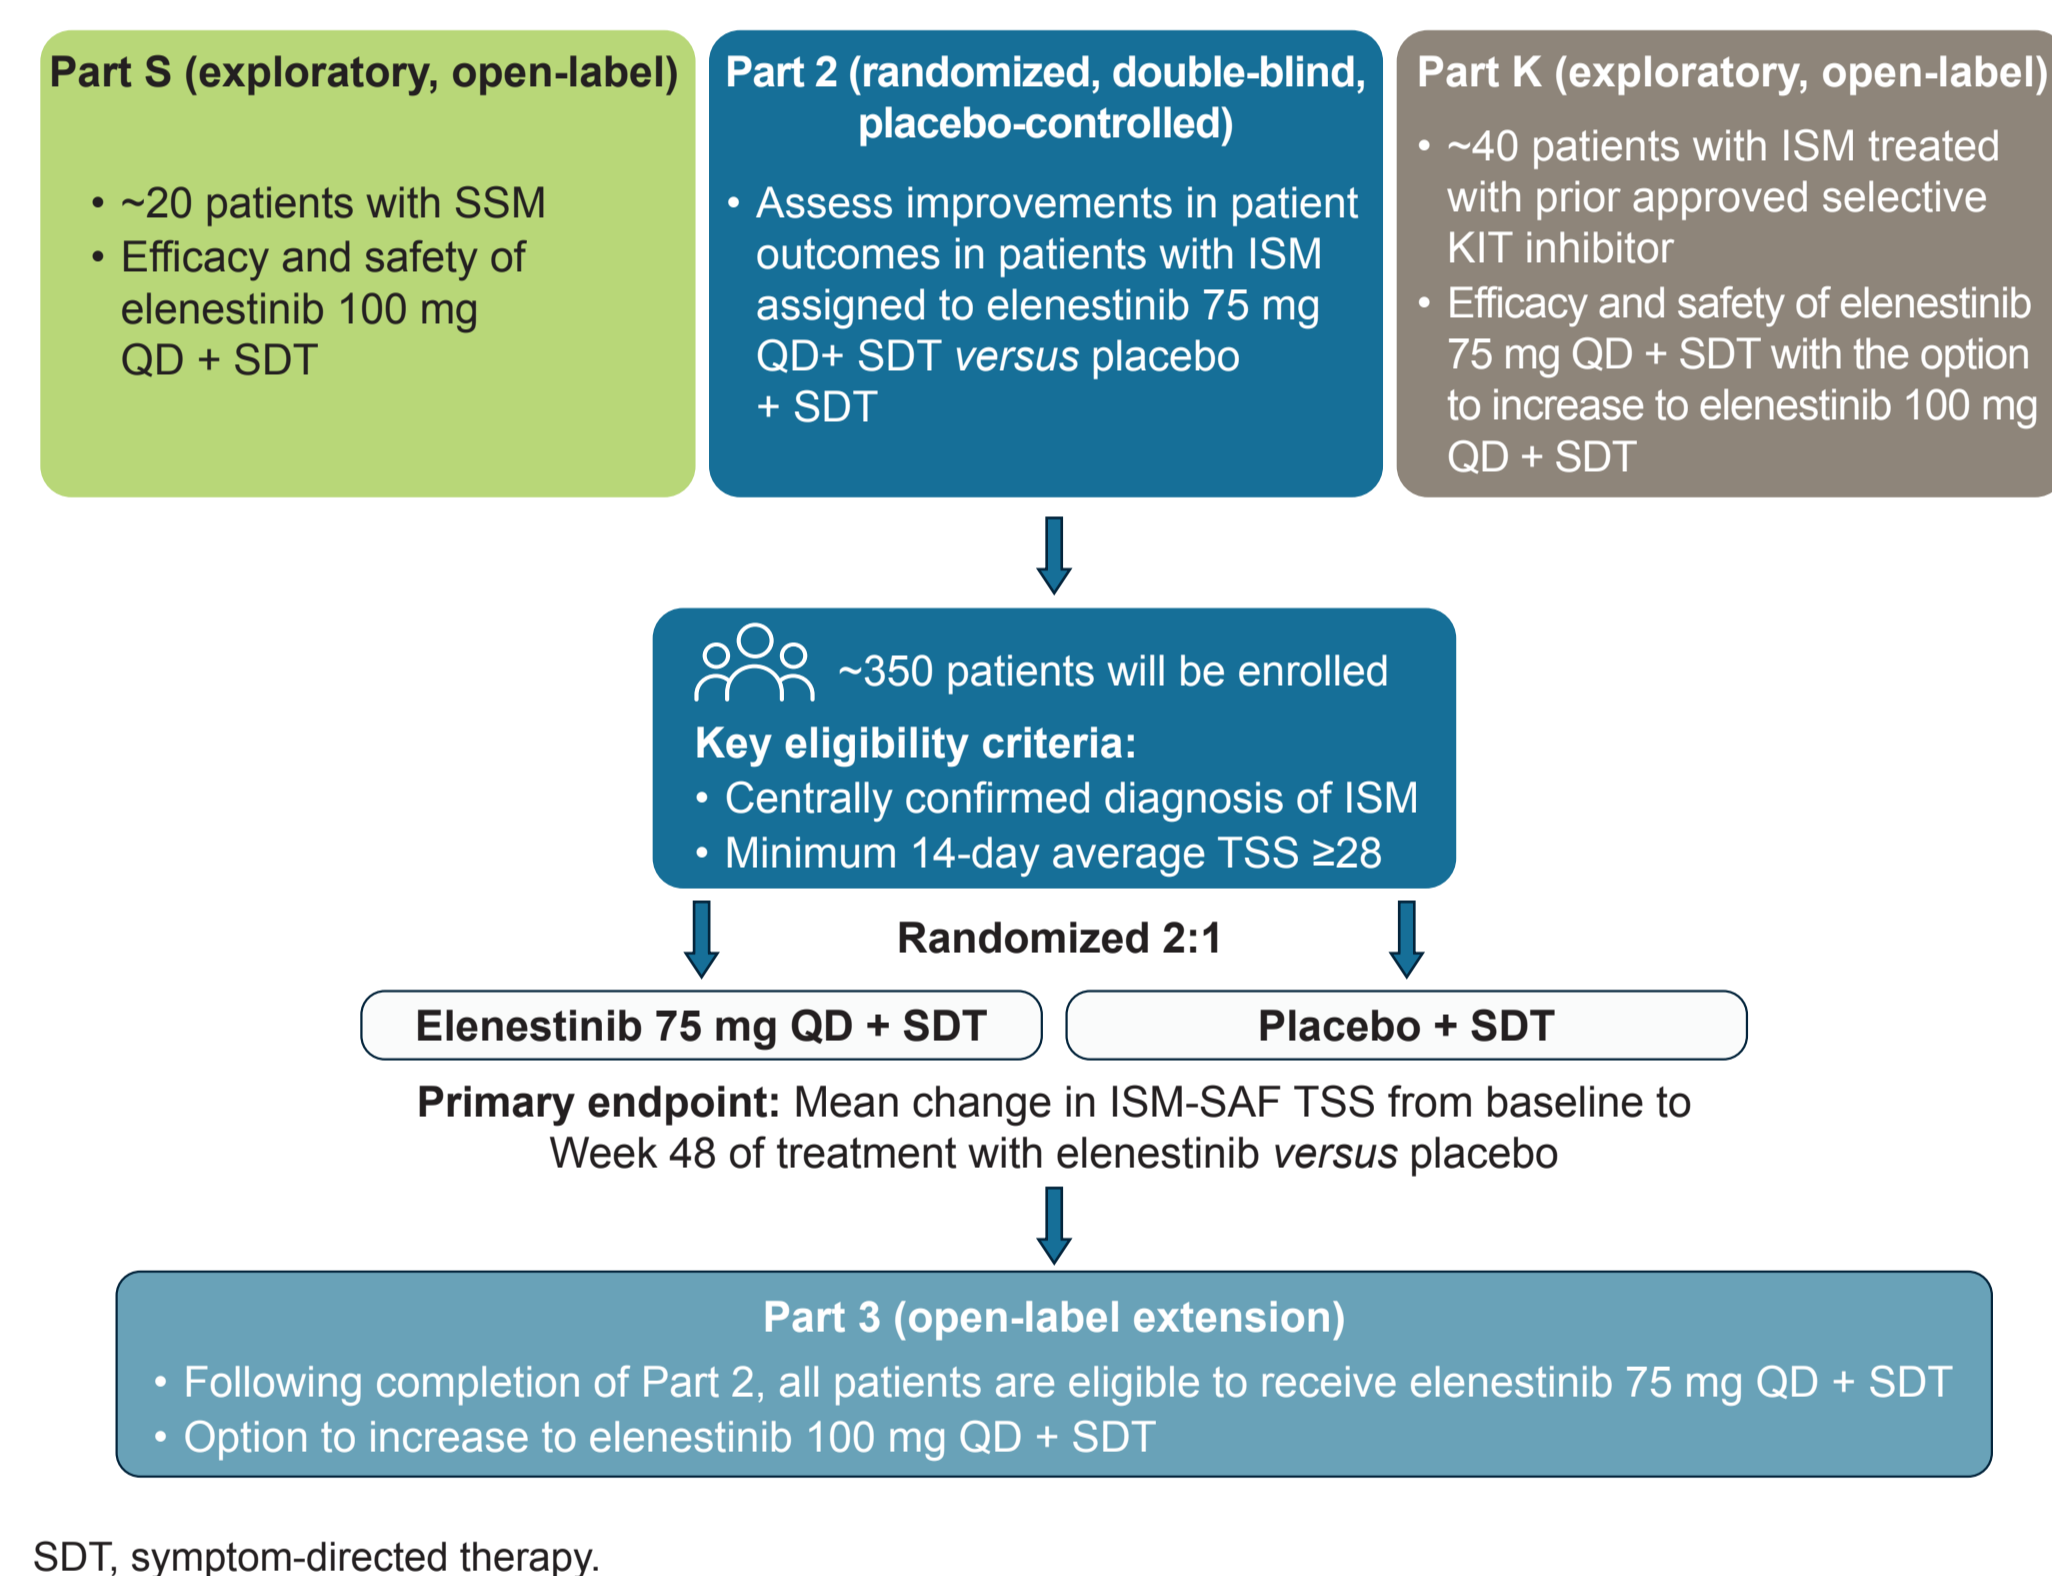 Part S (exploratory, open-label)
• ~20 patients with SSM
• Efficacy and safety of
elenestinib 100 mg
QD + SDT
Part 2 (randomized, double-blind,
placebo-controlled)
• Assess improvements in patient
outcomes in patients with ISM
assigned to elenestinib 75 mg
QD+ SDT versus placebo
+ SDT
Part K (exploratory, open-label)
• ~40 patients with ISM treated
with prior approved selective
KIT inhibitor
• Efficacy and safety of elenestinib
75 mg QD + SDT with the option
to increase to elenestinib 100 mg
QD + SDT
~350 patients will be enrolled
Key eligibility criteria:
• Centrally confirmed diagnosis of ISM
• Minimum 14-day average TSS ≥28
Randomized 2:1
Elenestinib 75 mg QD + SDT
Placebo + SDT
Primary endpoint: Mean change in ISM-SAF TSS from baseline to
Week 48 of treatment with elenestinib versus placebo
Part 3 (open-label extension)
• Following completion of Part 2, all patients are eligible to receive elenestinib 75 mg QD + SDT
• Option to increase to elenestinib 100 mg QD + SDT
SDT, symptom-directed therapy.